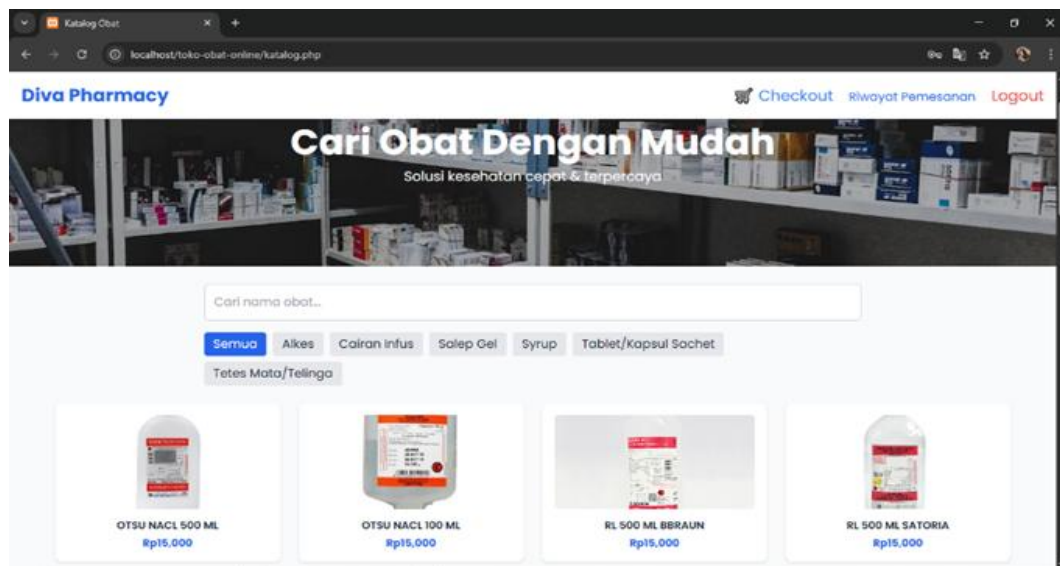 Katalog Obat
localhost/toko-obat-online/katalog.php
Diva Pharmacy
Checkout Riwayat Pemesanan Logout
Cari Obat Dengan Mudah
Solusi kesehatan cepat & terpercaya
Cari nama obat...
Semua Alkes Cairan Infus Salep Gel Syrup Tablet/Kapsul Sachet
Tetes Mata/Telinga
OTSU NACL 500 ML OTSU NACL 100 ML RL 500 ML BBRAUN RL 500 ML SATORIA
Rp15,000 Rp15,000 Rp15,000 Rp15,000